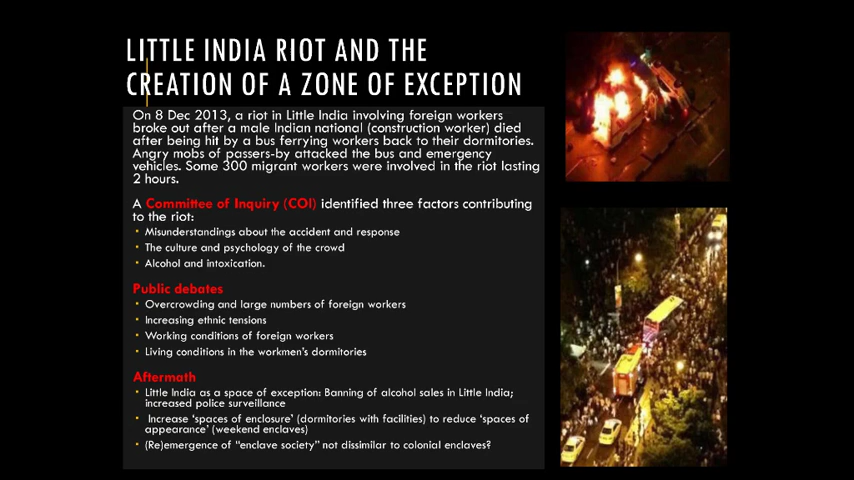 LITTLE INDIA RIOT AND THE
CREATION OF A ZONE OF EXCEPTION
On 8 Dec 2013, a riot in Little India involving foreign workers
broke out after a male Indian national (construction worker) died
after being hit by a bus ferrying workers back to their dormitories.
Angry mobs of passers-by attacked the bus and emergency
vehicles. Some 300 migrant workers were involved in the riot lasting
2 hours.
A Committee of Inquiry (COI) identified three factors contributing
to the riot:
• Misunderstandings about the accident and response
• The culture and psychology of the crowd
• Alcohol and intoxication.
Public debates
• Overcrowding and large numbers of foreign workers
• Increasing ethnic tensions
• Working conditions of foreign workers
• Living conditions in the workmen's dormitories
Aftermath
• Little India as a space of exception: Banning of alcohol sales in Little India;
increased police surveillance
• Increase 'spaces of enclosure' (dormitories with facilities) to reduce 'spaces of
appearance' (weekend enclaves)
• (Re)emergence of "enclave society" not dissimilar to colonial enclaves?